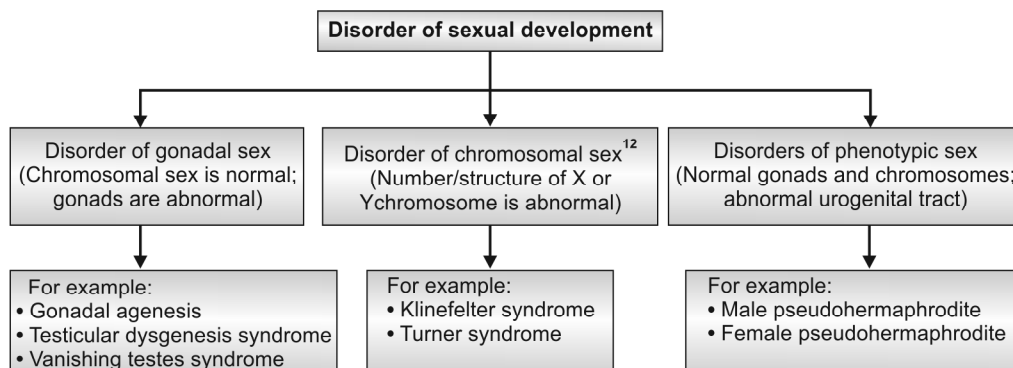 Disorder of sexual development
Disorder of gonadal sex
(Chromosomal sex is normal;
gonads are abnormal)
Disorder of chromosomal sex¹²
(Number/structure of X or
Ychromosome is abnormal)
Disorders of phenotypic sex
(Normal gonads and chromosomes;
abnormal urogenital tract)
For example:
• Gonadal agenesis
• Testicular dysgenesis syndrome
• Vanishing testes syndrome
For example:
• Klinefelter syndrome
• Turner syndrome
For example:
• Male pseudohermaphrodite
• Female pseudohermaphrodite